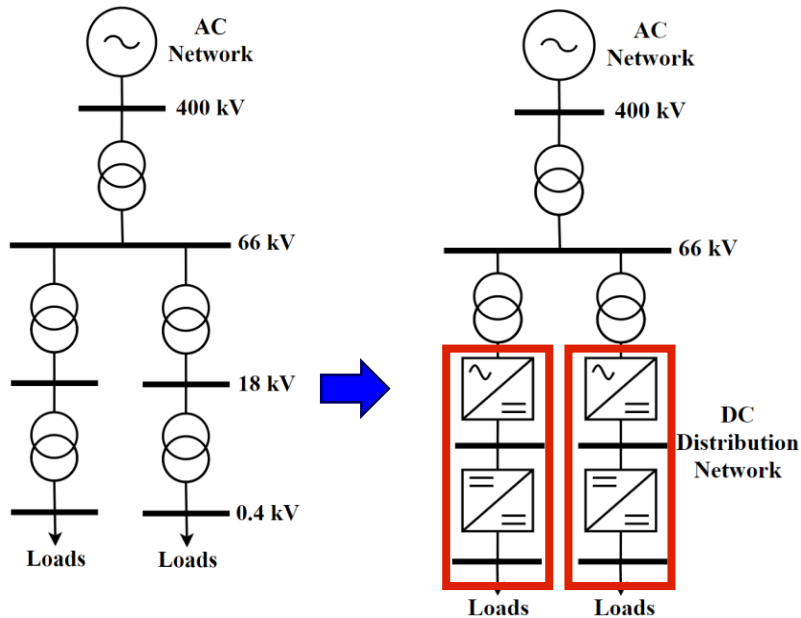 AC
Network
400 kV
66 kV
18 kV
0.4 kV
Loads
Loads
AC
Network
400 kV
66 kV
DC
Distribution
Network
Loads
Loads